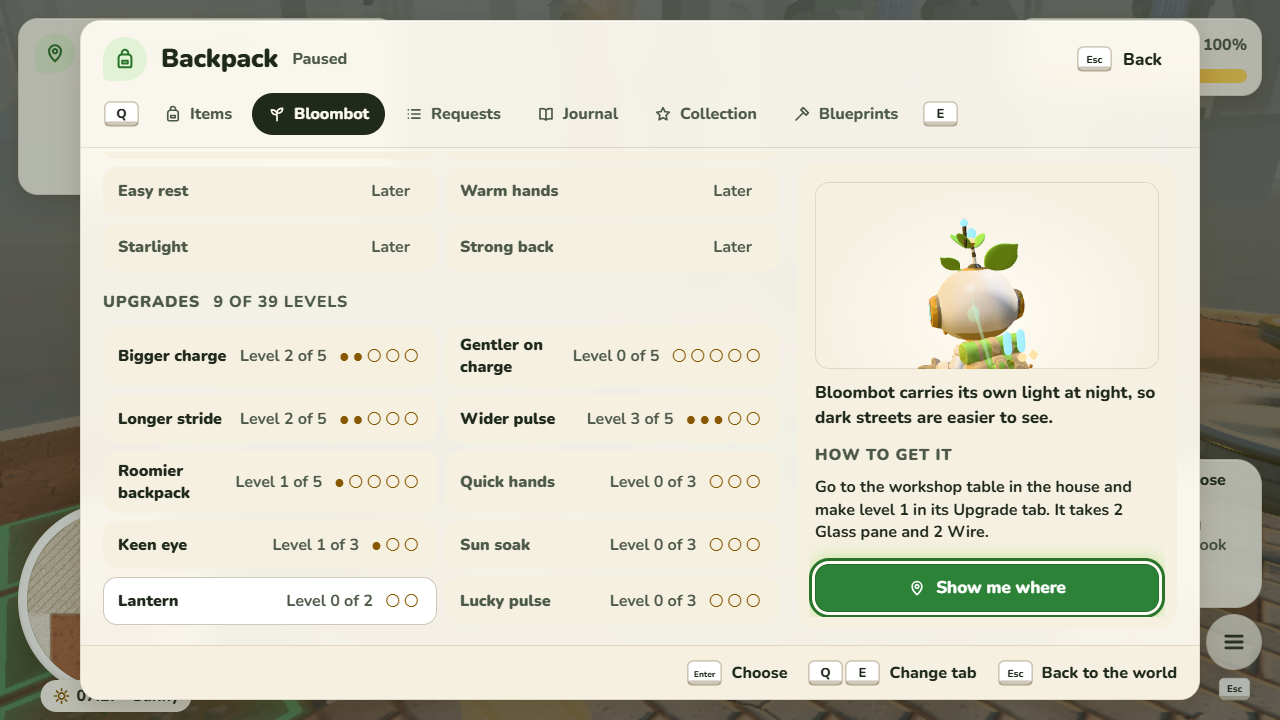 Backpack Paused
Esc Back
100%
Q Items Bloombot Requests Journal Collection Blueprints E
Easy rest Later
Warm hands Later
Starlight Later
Strong back Later
UPGRADES 9 OF 39 LEVELS
Bigger charge Level 2 of 5
Gentler on
charge Level 0 of 5
Longer stride Level 2 of 5
Wider pulse Level 3 of 5
Roomier
backpack Level 1 of 5
Quick hands Level 0 of 3
Keen eye Level 1 of 3
Sun soak Level 0 of 3
Lantern Level 0 of 2
Lucky pulse Level 0 of 3
Bloombot carries its own light at night, so
dark streets are easier to see.
HOW TO GET IT
Go to the workshop table in the house and
make level 1 in its Upgrade tab. It takes 2
Glass pane and 2 Wire.
Show me where
Enter Choose Q E Change tab Esc Back to the world
Esc